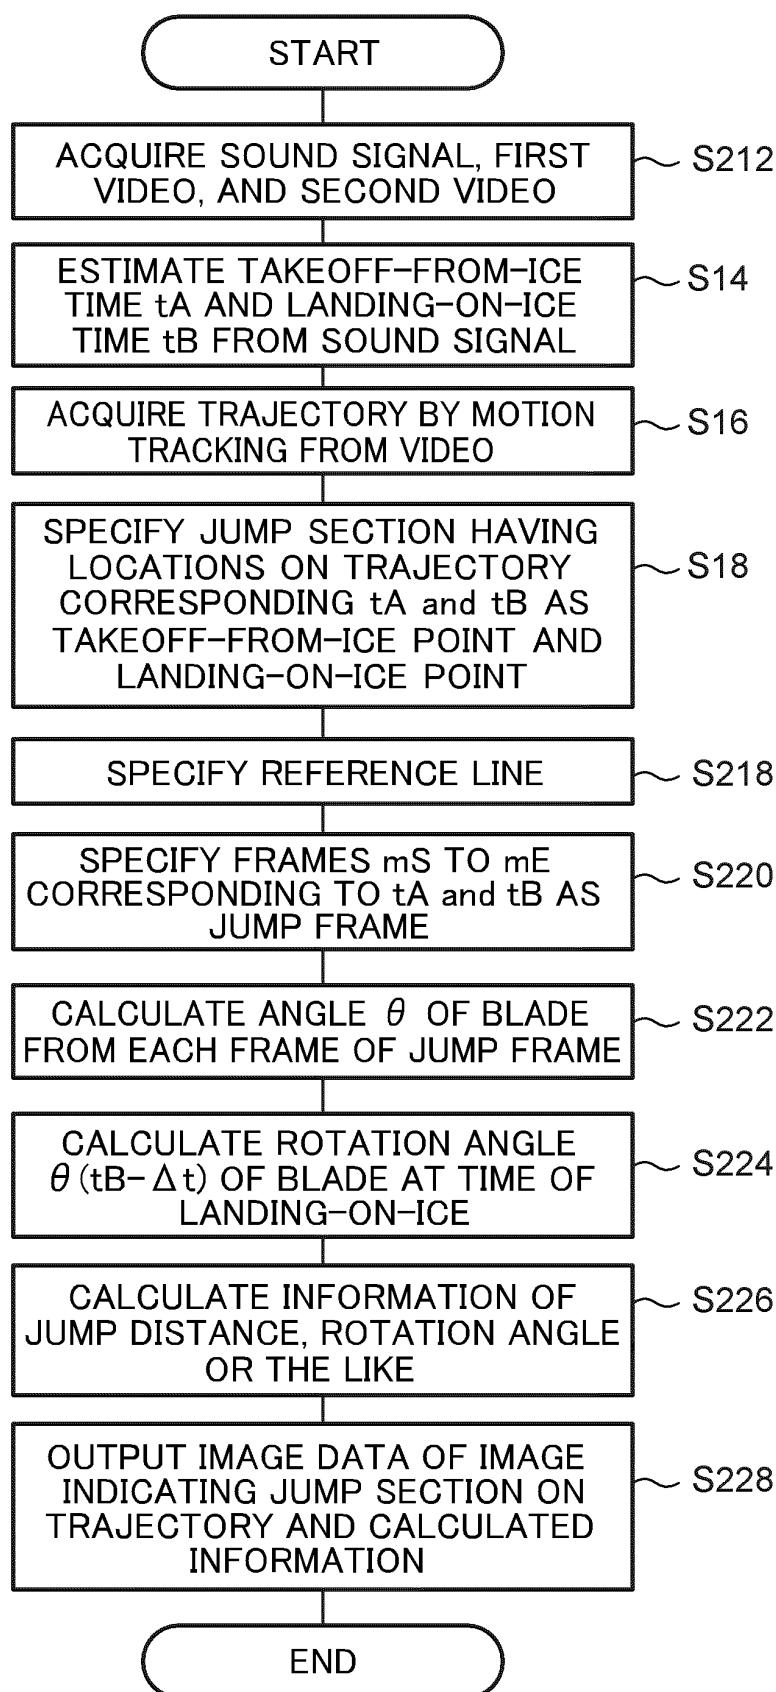 START
ACQUIRE SOUND SIGNAL, FIRST
VIDEO, AND SECOND VIDEO
S212
ESTIMATE TAKEOFF-FROM-ICE
TIME tA AND LANDING-ON-ICE
TIME tB FROM SOUND SIGNAL
S14
ACQUIRE TRAJECTORY BY MOTION
TRACKING FROM VIDEO
S16
SPECIFY JUMP SECTION HAVING
LOCATIONS ON TRAJECTORY
CORRESPONDING tA and tB AS
TAKEOFF-FROM-ICE POINT AND
LANDING-ON-ICE POINT
S18
SPECIFY REFERENCE LINE
S218
SPECIFY FRAMES mS TO mE
CORRESPONDING TO tA and tB AS
JUMP FRAME
S220
CALCULATE ANGLE θ OF BLADE
FROM EACH FRAME OF JUMP FRAME
S222
CALCULATE ROTATION ANGLE
θ(tB-Δt) OF BLADE AT TIME OF
LANDING-ON-ICE
S224
CALCULATE INFORMATION OF
JUMP DISTANCE, ROTATION ANGLE
OR THE LIKE
S226
OUTPUT IMAGE DATA OF IMAGE
INDICATING JUMP SECTION ON
TRAJECTORY AND CALCULATED
INFORMATION
S228
END